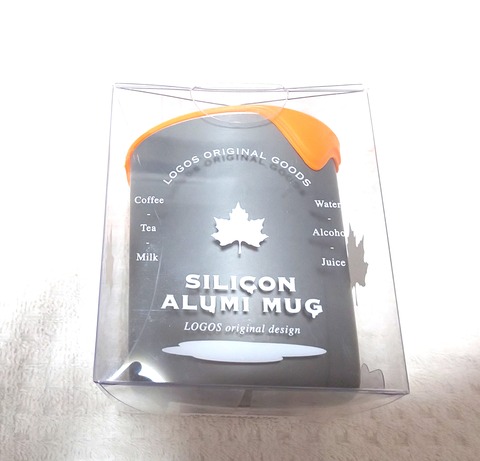 LOGOS ORIGINAL GOODS
Coffee
-
Tea
-
Milk
Water
-
Alcohol
-
Juice
SILICON
ALUMI MUG
LOGOS original design